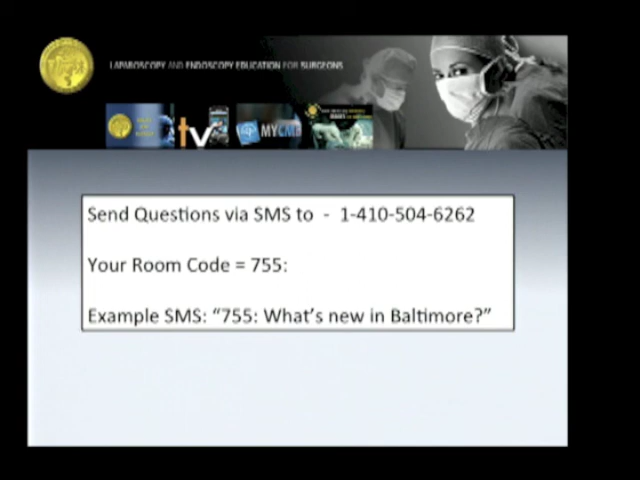 LAPAROSCOPY AND ENDOSCOPY EDUCATION FOR SURGEONS
tv
MYCME
Send Questions via SMS to - 1-410-504-6262
Your Room Code = 755:
Example SMS: “755: What’s new in Baltimore?”